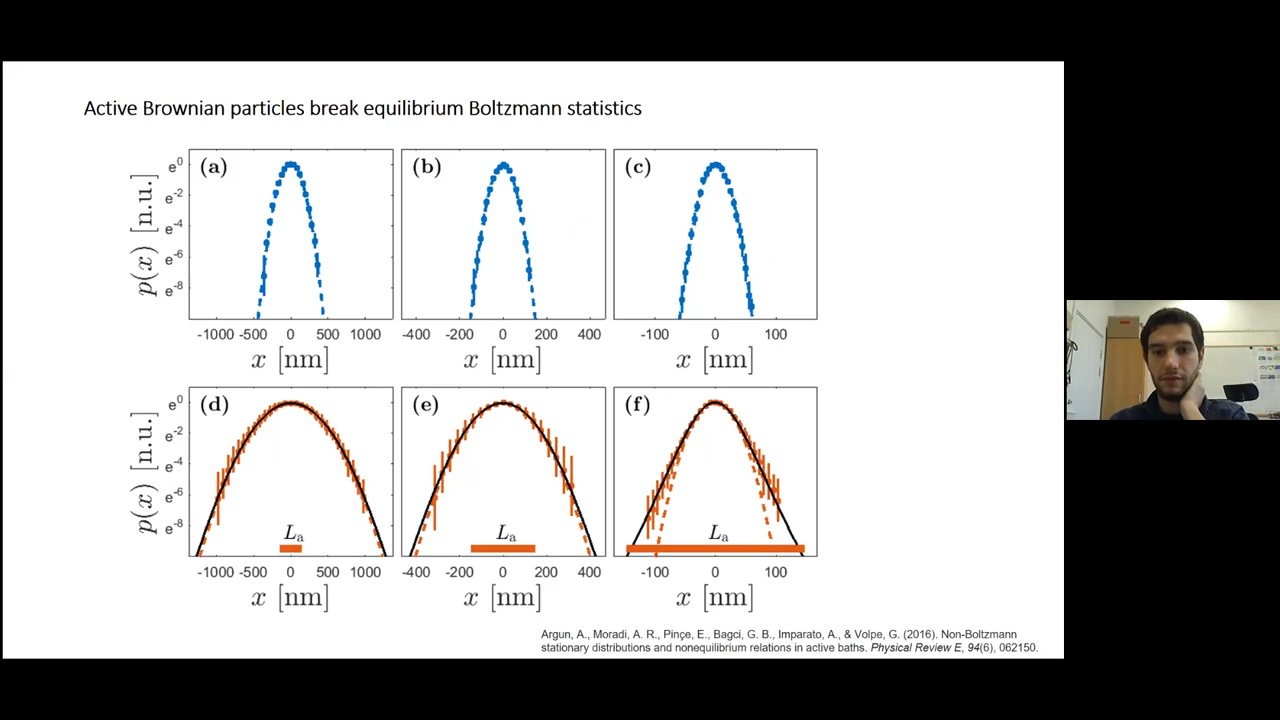 Active Brownian particles break equilibrium Boltzmann statistics
(a) (b) (c)
p(x) [n.u.]
e^0
e^-2
e^-4
e^-6
e^-8
-1000 -500 0 500 1000
-400 -200 0 200 400
-100 0 100
x [nm] x [nm] x [nm]
(d) (e) (f)
p(x) [n.u.]
e^0
e^-2
e^-4
e^-6
e^-8
L_a L_a L_a
-1000 -500 0 500 1000
-400 -200 0 200 400
-100 0 100
x [nm] x [nm] x [nm]
Argun, A., Moradi, A. R., Pinçe, E., Bagci, G. B., Imparato, A., & Volpe, G. (2016). Non-Boltzmann
stationary distributions and nonequilibrium relations in active baths. Physical Review E, 94(6), 062150.